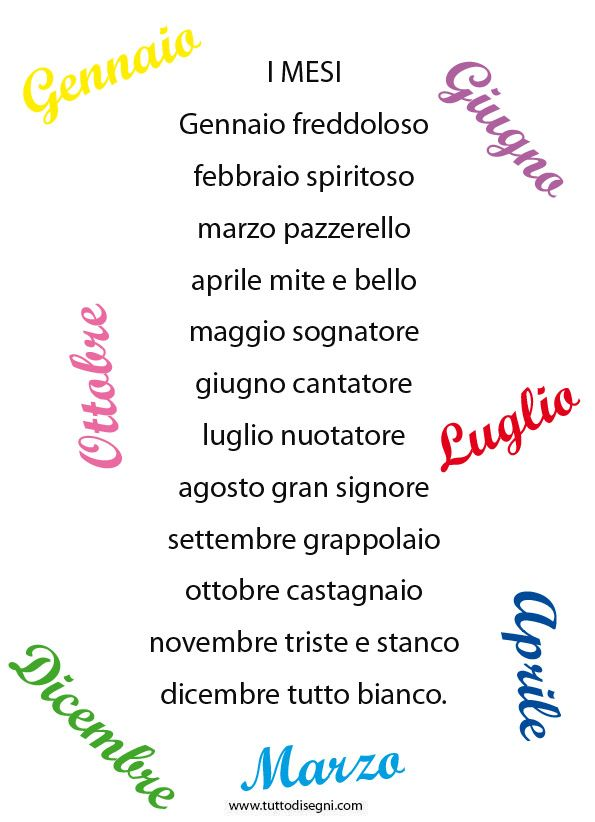 Gennaio
I MESI
Giugno
Gennaio freddoloso
febbraio spiritoso
marzo pazzerello
aprile mite e bello
maggio sognatore
Ottobre
giugno cantatore
luglio nuotatore
Luglio
agosto gran signore
settembre grappolaio
ottobre castagnaio
novembre triste e stanco
Aprile
dicembre tutto bianco.
Dicembre
Marzo
www.tuttodisegni.com